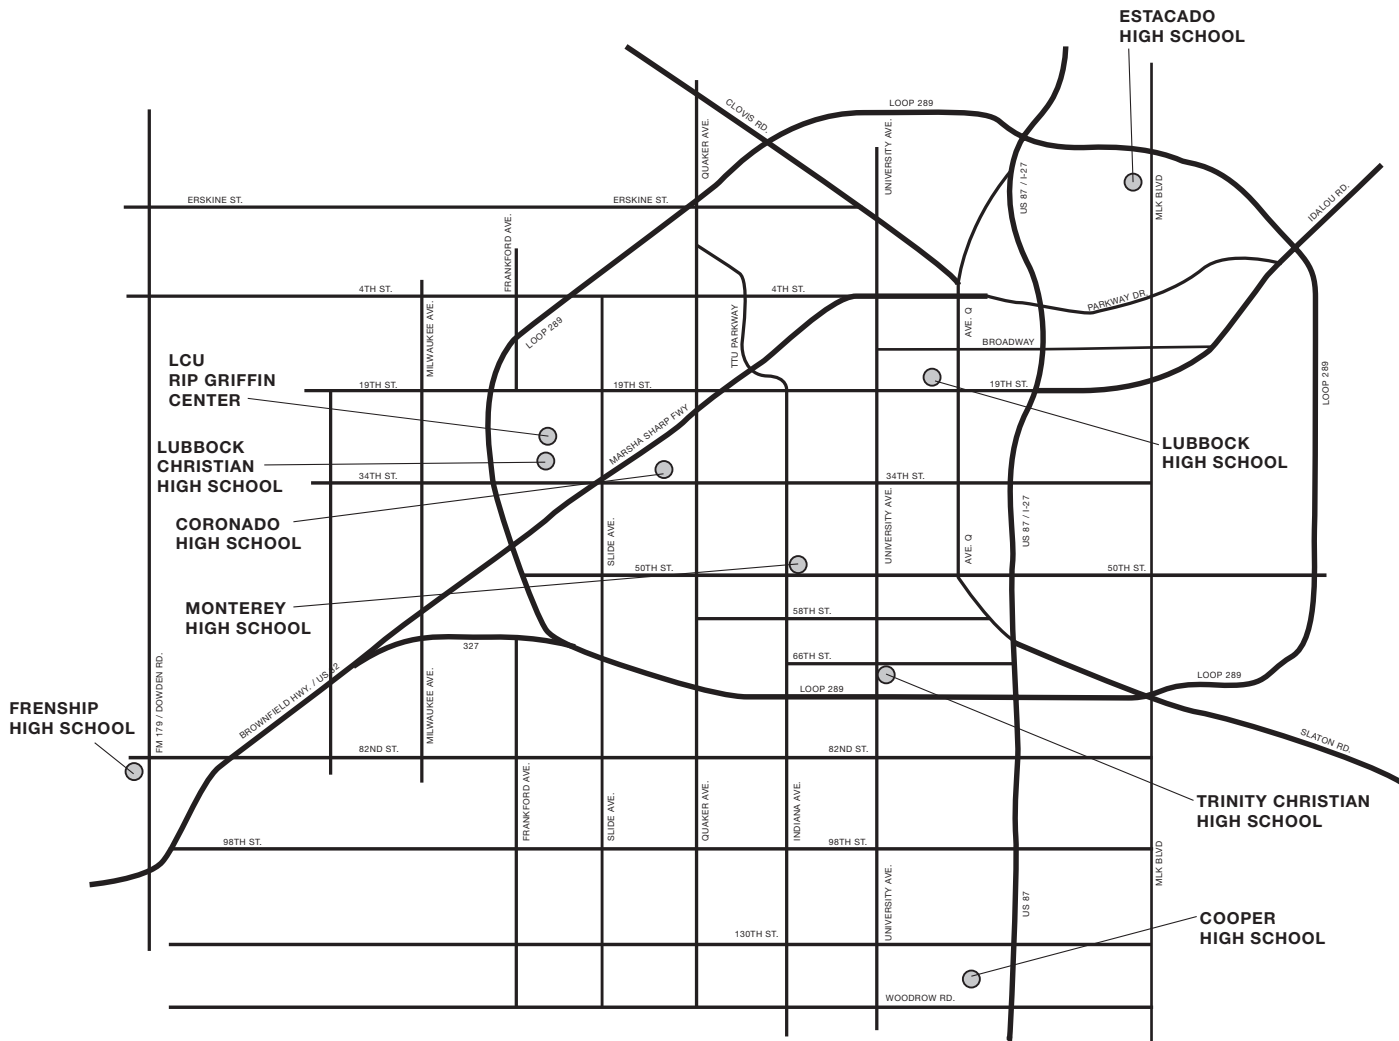 ESTACADO
HIGH SCHOOL
CLOVIS RD.
LOOP 289
QUAKER AVE.
UNIVERSITY AVE.
US 87 / I-27
MLK BLVD
IDALOU RD.
ERSKINE ST.
ERSKINE ST.
FRANKFORD AVE.
4TH ST.
4TH ST.
PARKWAY DR.
MILWAUKEE AVE.
LOOP 289
TTU PARKWAY
AVE. Q
BROADWAY
LOOP 289
LCU
RIP GRIFFIN
CENTER
19TH ST.
19TH ST.
19TH ST.
MARSHA SHARP FWY
LUBBOCK
CHRISTIAN
HIGH SCHOOL
LUBBOCK
HIGH SCHOOL
34TH ST.
34TH ST.
CORONADO
HIGH SCHOOL
SLIDE AVE.
UNIVERSITY AVE.
AVE. Q
US 87 / I-27
50TH ST.
50TH ST.
MONTEREY
HIGH SCHOOL
58TH ST.
327
66TH ST.
LOOP 289
LOOP 289
FM 179 / DOWDEN RD.
BROWNFIELD HWY. / US 62
MILWAUKEE AVE.
FRENSHIP
HIGH SCHOOL
82ND ST.
82ND ST.
SLATON RD.
FRANKFORD AVE.
SLIDE AVE.
QUAKER AVE.
INDIANA AVE.
TRINITY CHRISTIAN
HIGH SCHOOL
98TH ST.
98TH ST.
MLK BLVD
UNIVERSITY AVE.
US 87
COOPER
HIGH SCHOOL
130TH ST.
WOODROW RD.